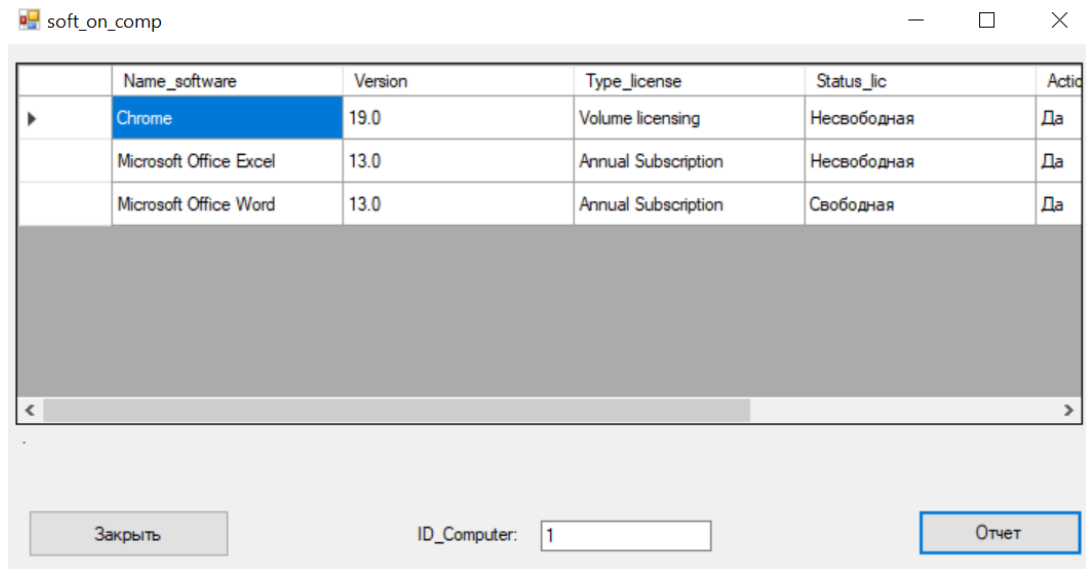 soft_on_comp
Name_software Version Type_license Status_lic Actio
Chrome 19.0 Volume licensing Несвободная Да
Microsoft Office Excel 13.0 Annual Subscription Несвободная Да
Microsoft Office Word 13.0 Annual Subscription Свободная Да
.
Закрыть ID_Computer: 1 Отчет